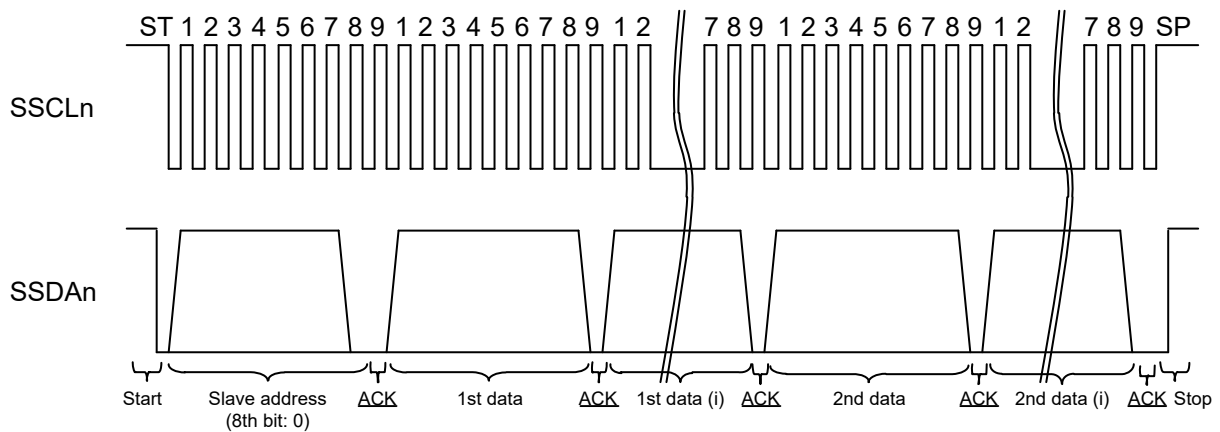 ST 1 2 3 4 5 6 7 8 9 1 2 3 4 5 6 7 8 9 1 2 7 8 9 1 2 3 4 5 6 7 8 9 1 2 7 8 9 SP
SSCLn
SSDAn
Start Slave address ACK 1st data ACK 1st data (i) ACK 2nd data ACK 2nd data (i) ACK Stop
(8th bit: 0)